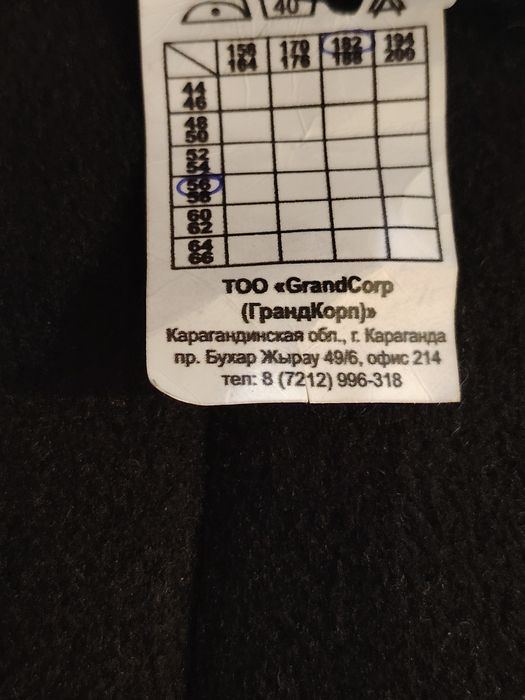 40
158 170 182 194
164 176 188 200
44
46
48
50
52
54
56
58
60
62
64
66
ТОО «GrandCorp
(ГрандКорп)»
Карагандинская обл., г. Караганда
пр. Бухар Жырау 49/6, офис 214
тел: 8 (7212) 996-318